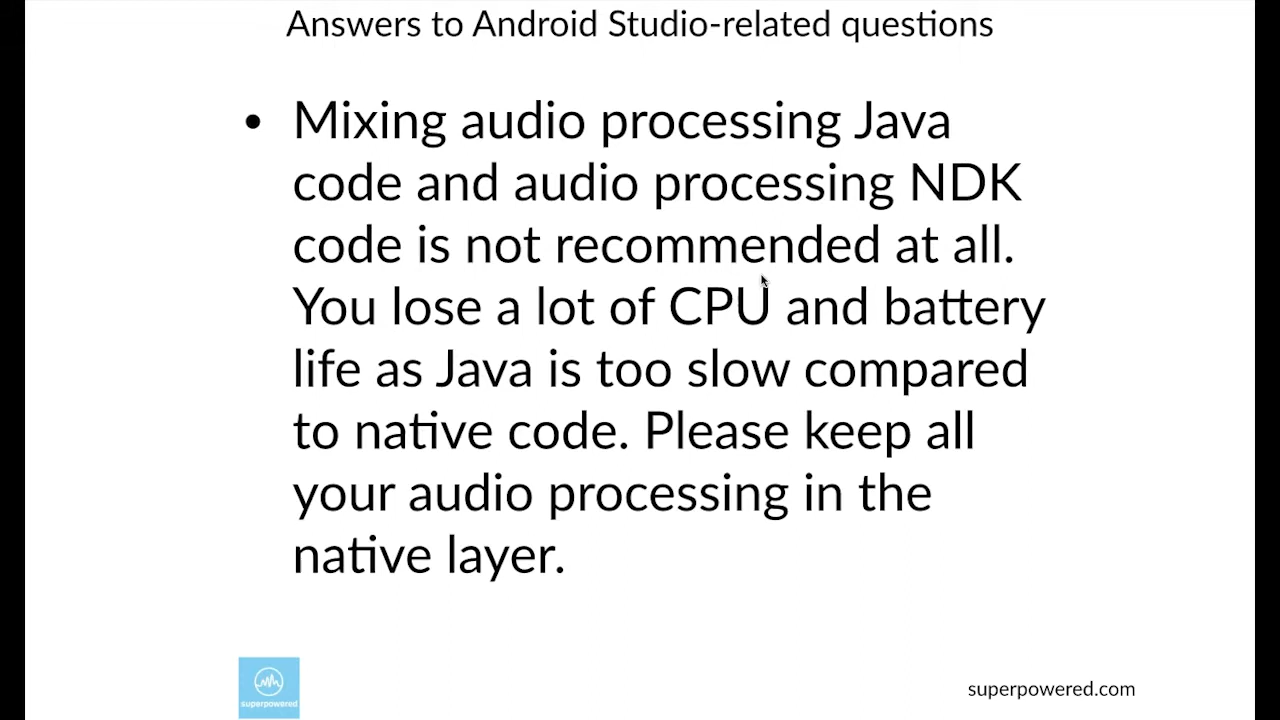 Answers to Android Studio-related questions
• Mixing audio processing Java
code and audio processing NDK
code is not recommended at all.
You lose a lot of CPU and battery
life as Java is too slow compared
to native code. Please keep all
your audio processing in the
native layer.
superpowered
superpowered.com